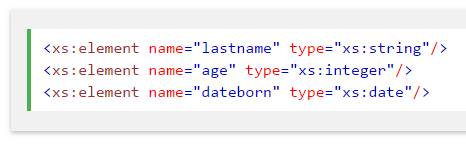 <xs:element name="lastname" type="xs:string"/>
<xs:element name="age" type="xs:integer"/>
<xs:element name="dateborn" type="xs:date"/>